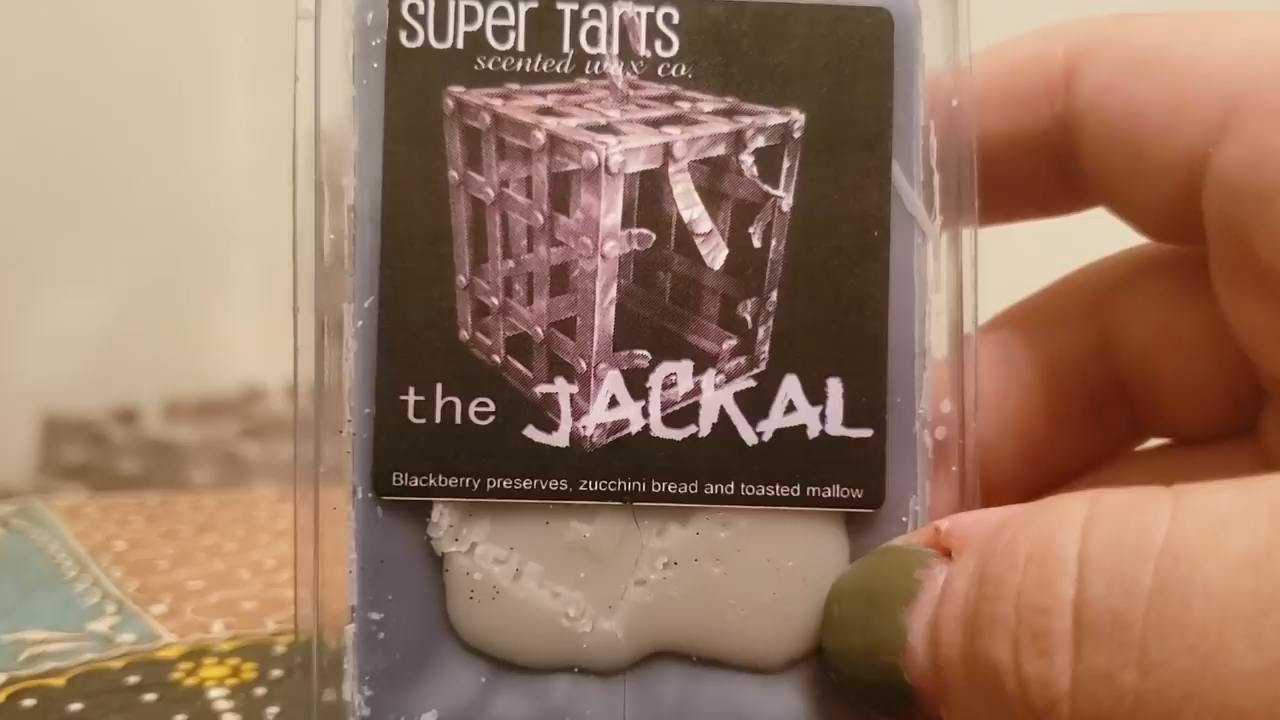 SUPER TARTS
scented wax co.
the JACKAL
Blackberry preserves, zucchini bread and toasted mallow